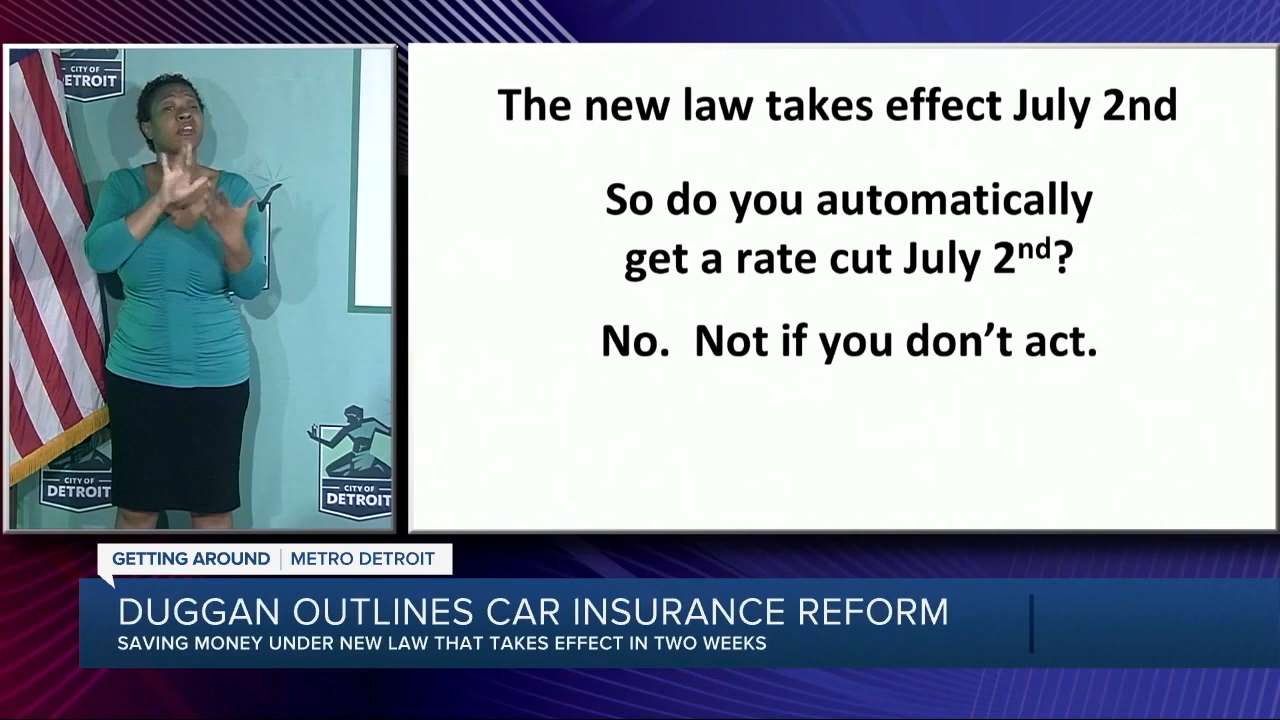 CITY OF
ETROIT
The new law takes effect July 2nd
So do you automatically
get a rate cut July 2nd?
No. Not if you don’t act.
CITY OF
DETROIT
CITY OF
DETROIT
GETTING AROUND | METRO DETROIT
DUGGAN OUTLINES CAR INSURANCE REFORM
SAVING MONEY UNDER NEW LAW THAT TAKES EFFECT IN TWO WEEKS